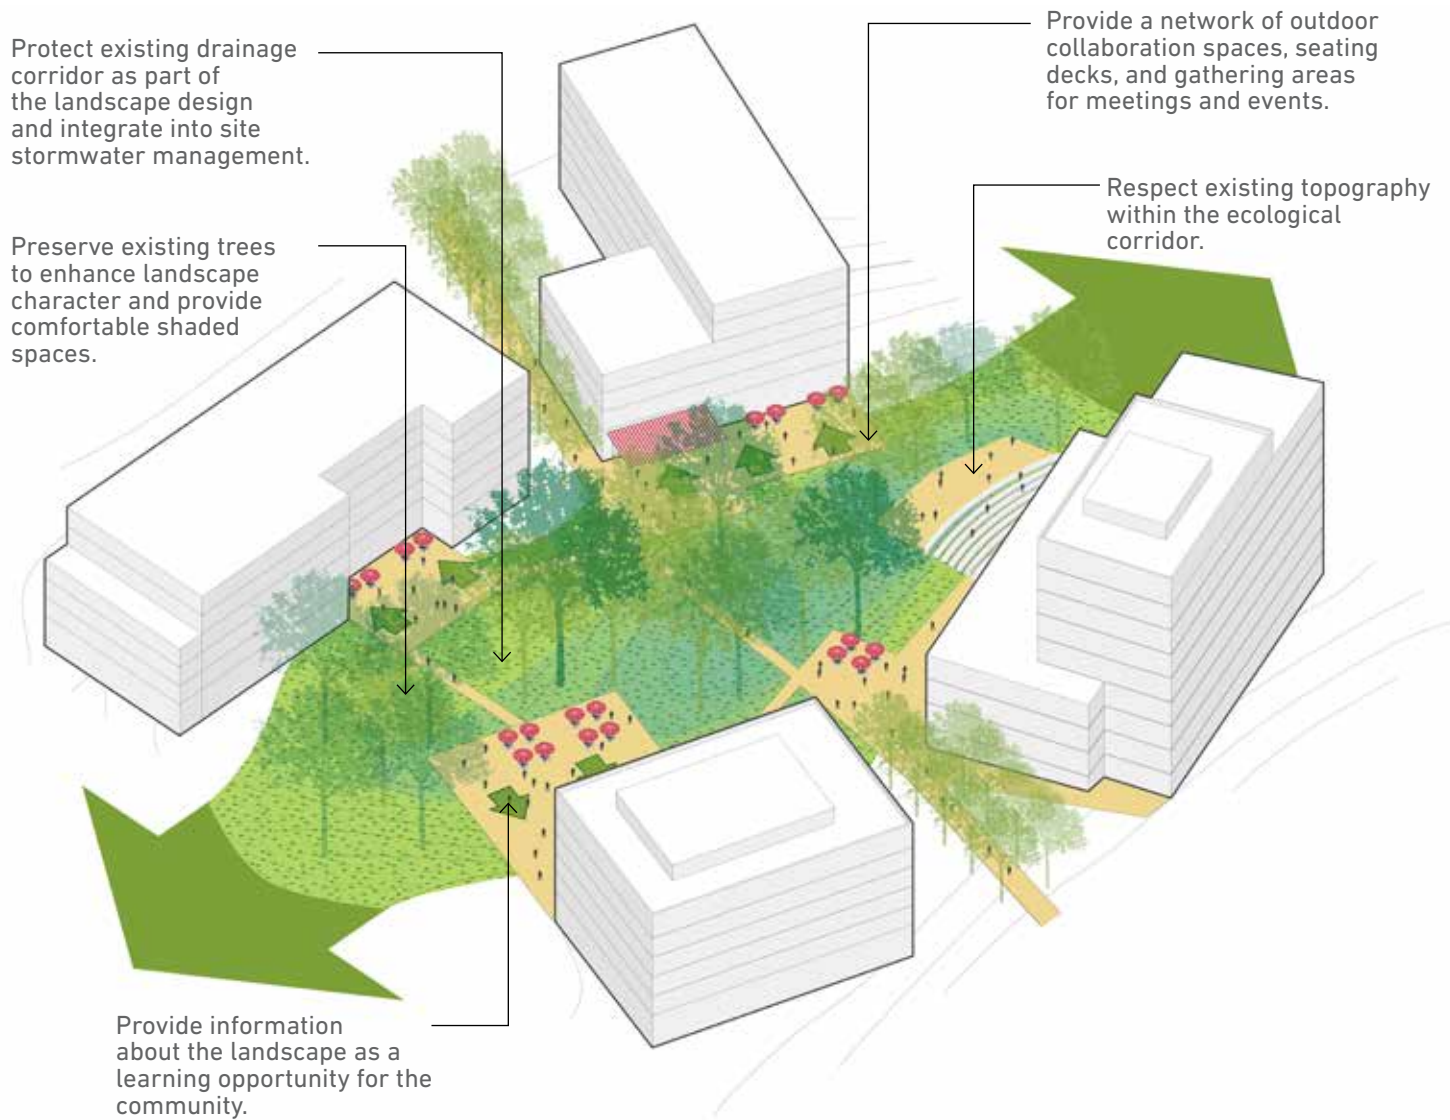 Protect existing drainage
corridor as part of
the landscape design
and integrate into site
stormwater management.
Provide a network of outdoor
collaboration spaces, seating
decks, and gathering areas
for meetings and events.
Respect existing topography
within the ecological
corridor.
Preserve existing trees
to enhance landscape
character and provide
comfortable shaded
spaces.
Provide information
about the landscape as a
learning opportunity for the
community.